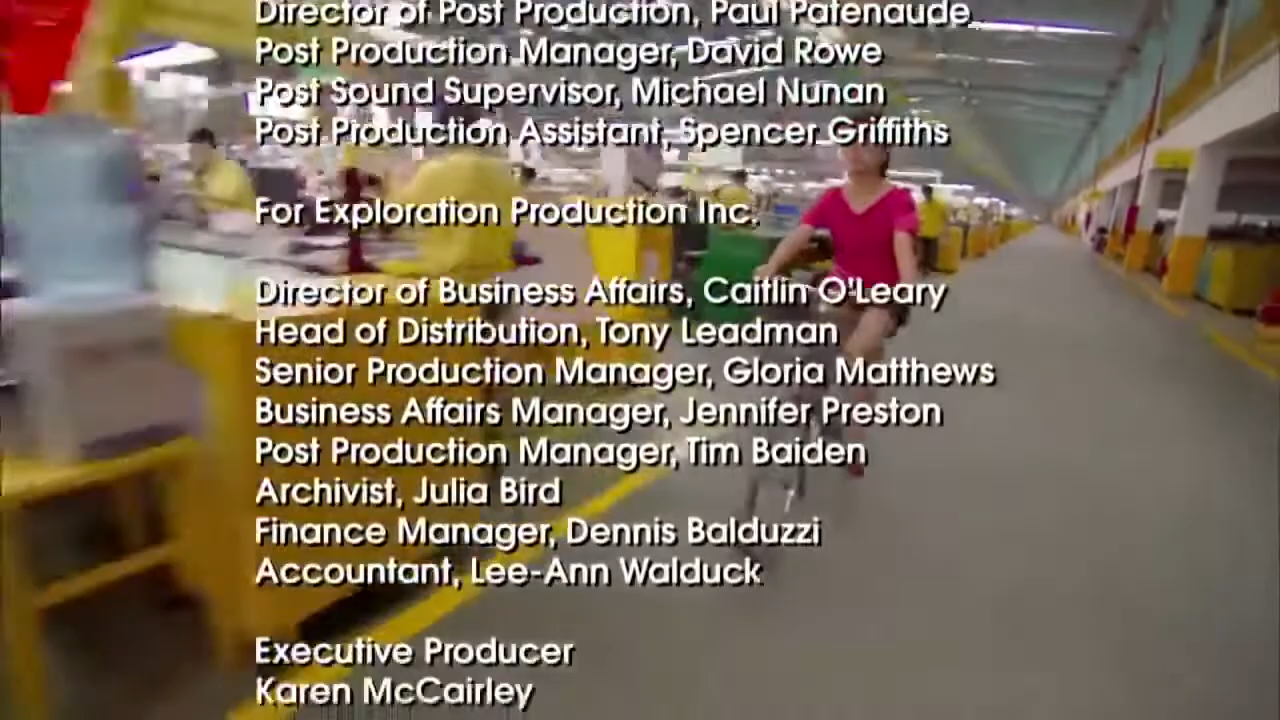 Director of Post Production, Paul Patenaude
Post Production Manager, David Rowe
Post Sound Supervisor, Michael Nunan
Post Production Assistant, Spencer Griffiths
For Exploration Production Inc.
Director of Business Affairs, Caitlin O'Leary
Head of Distribution, Tony Leadman
Senior Production Manager, Gloria Matthews
Business Affairs Manager, Jennifer Preston
Post Production Manager, Tim Baiden
Archivist, Julia Bird
Finance Manager, Dennis Balduzzi
Accountant, Lee-Ann Walduck
Executive Producer
Karen McCairley